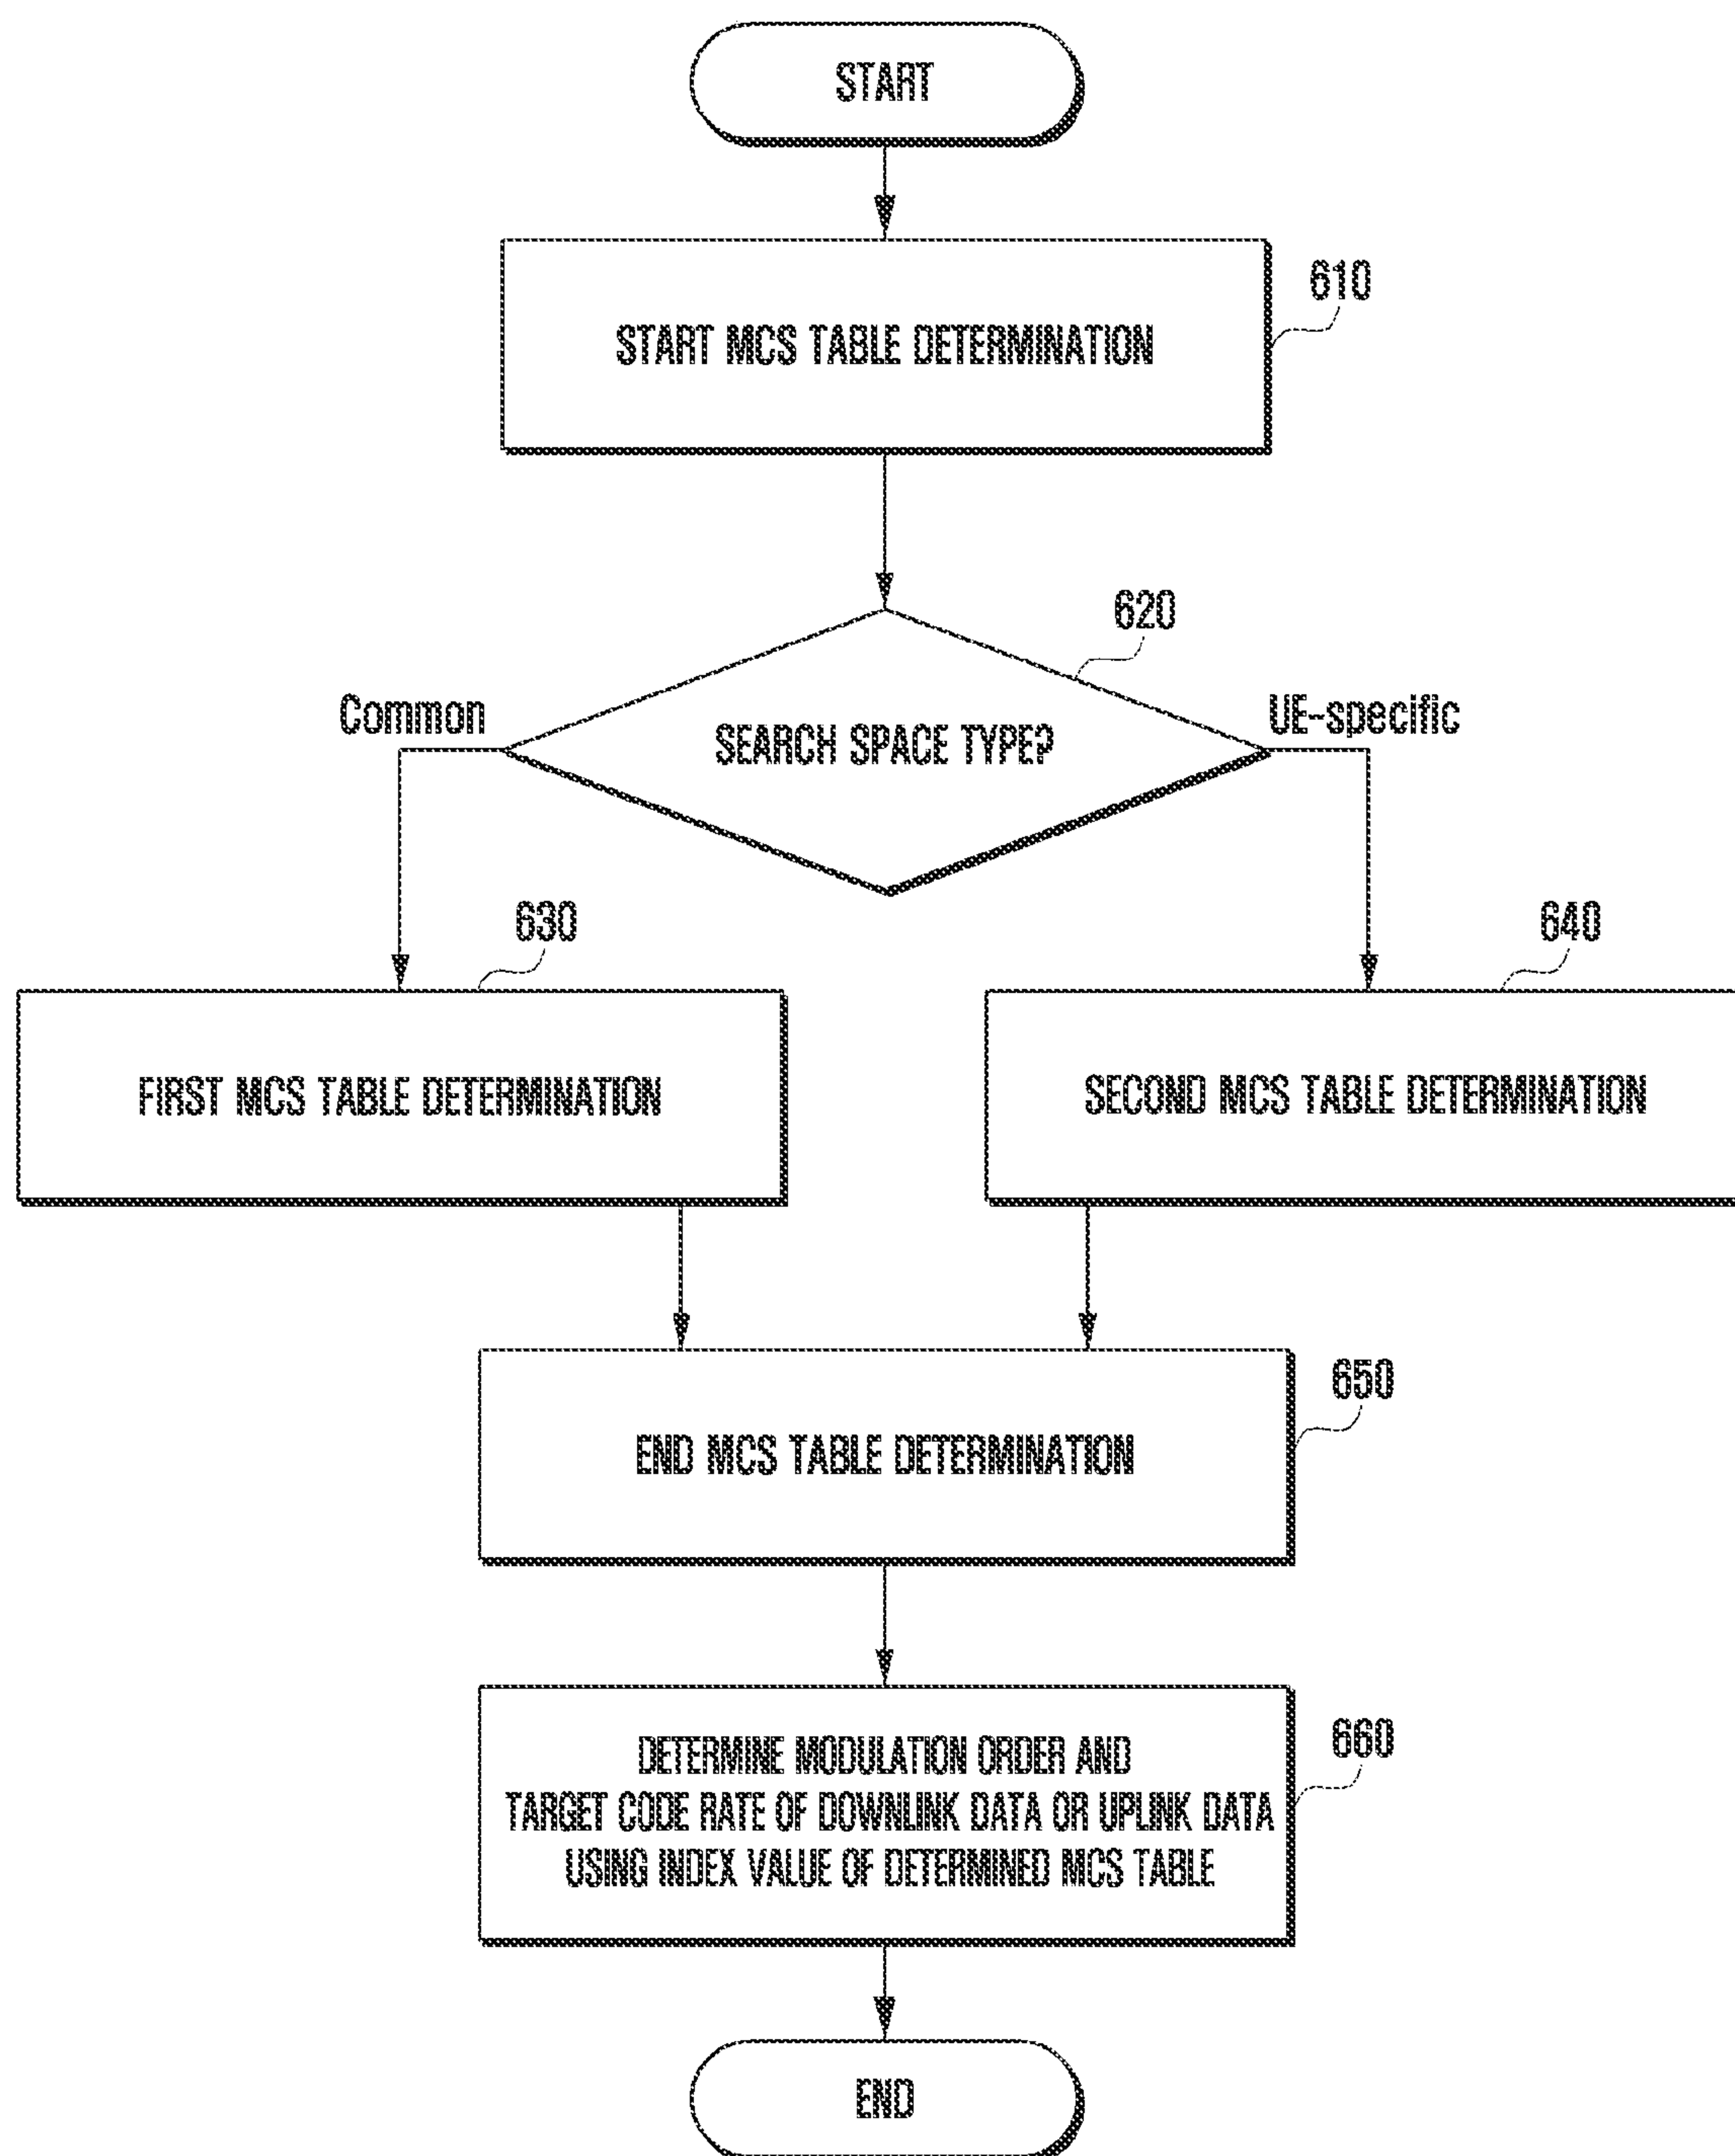 START
610
START MCS TABLE DETERMINATION
620
Common
UE-specific
SEARCH SPACE TYPE?
630
640
FIRST MCS TABLE DETERMINATION
SECOND MCS TABLE DETERMINATION
650
END MCS TABLE DETERMINATION
660
DETERMINE MODULATION ORDER AND
TARGET CODE RATE OF DOWNLINK DATA OR UPLINK DATA
USING INDEX VALUE OF DETERMINED MCS TABLE
END